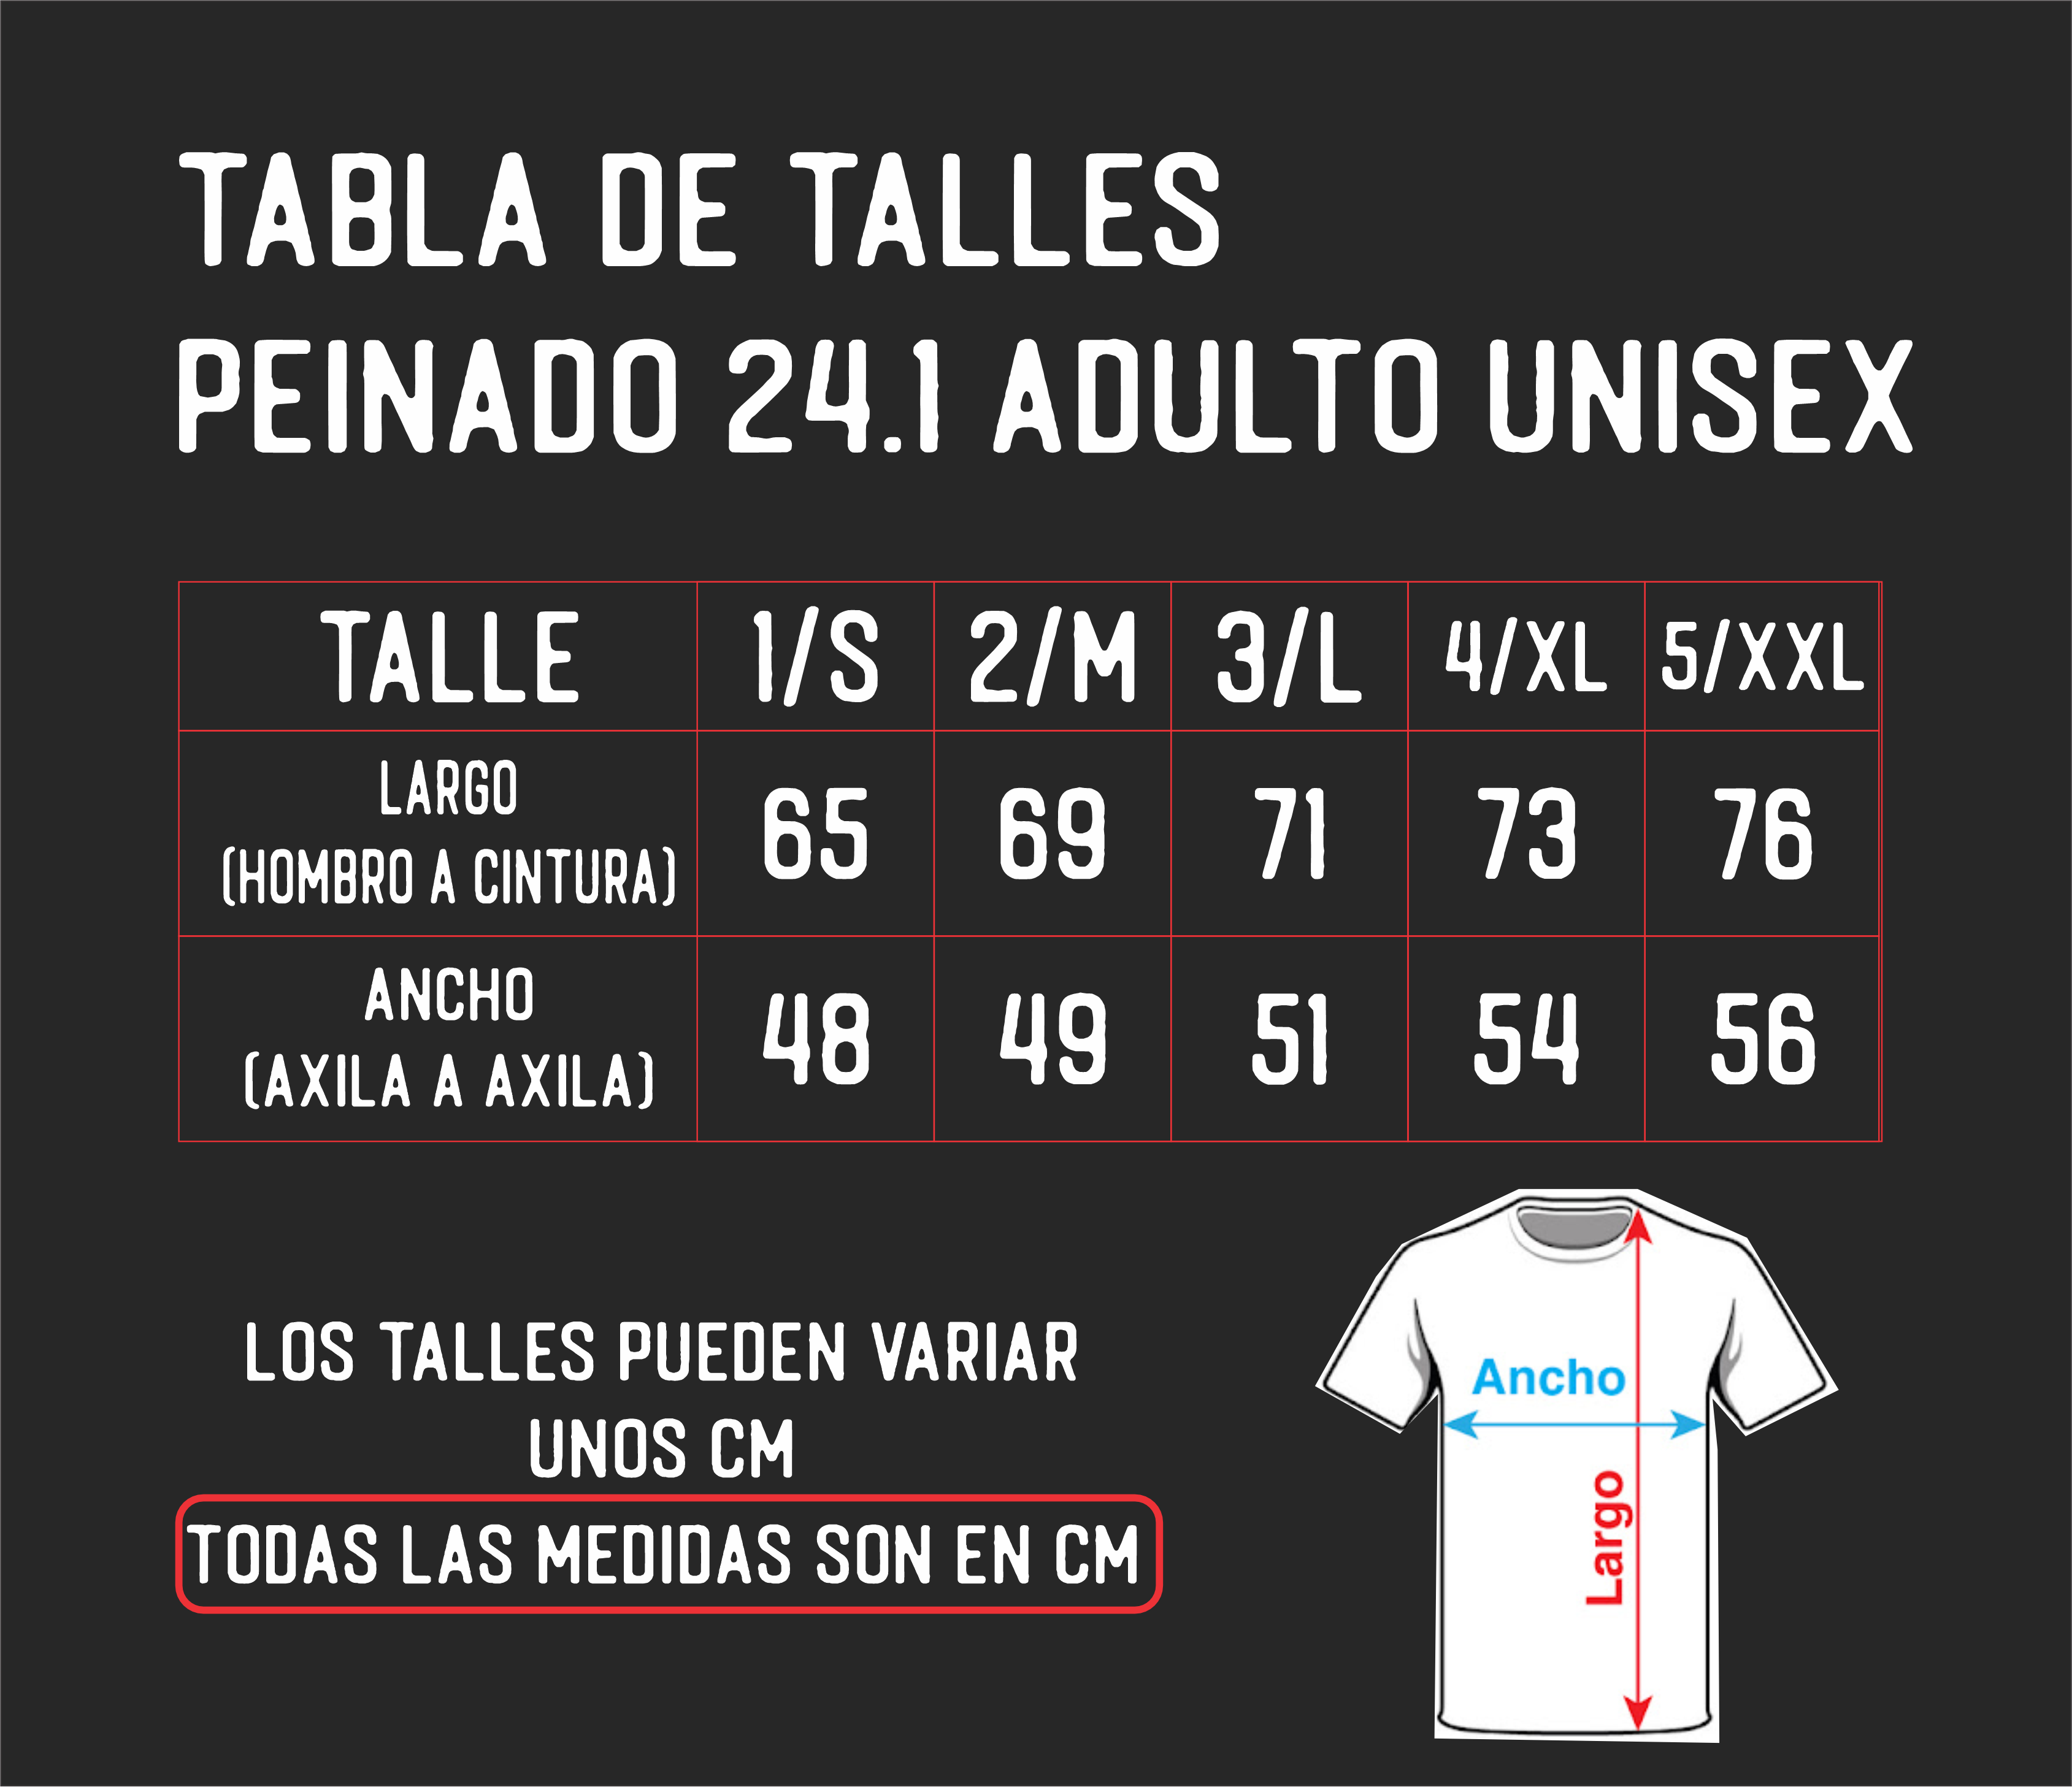 TABLA DE TALLES
PEINADO 24.1 ADULTO UNISEX
TALLE 1/S 2/M 3/L 4/XL 5/XXL
LARGO
(HOMBRO A CINTURA) 65 69 71 73 76
ANCHO
(AXILA A AXILA) 48 49 51 54 56
LOS TALLES PUEDEN VARIAR
UNOS CM
TODAS LAS MEDIDAS SON EN CM
Ancho
Largo